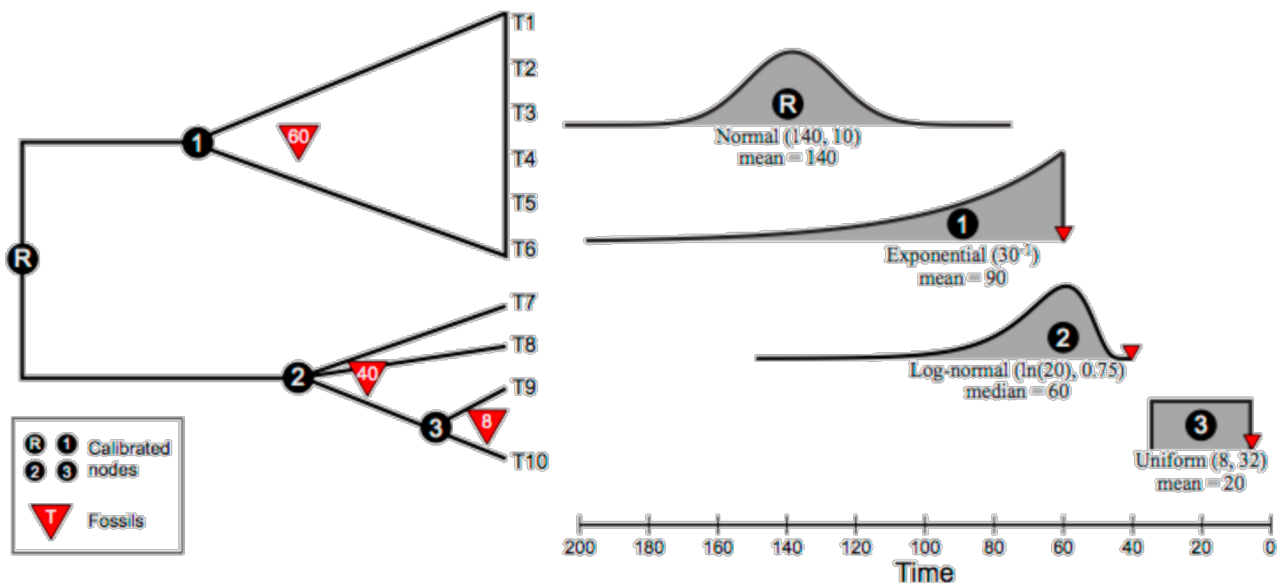 T1
T2
T3
T4
T5
T6
T7
T8
T9
T10
R
1
60
2
40
3
8
R 1 Calibrated
2 3 nodes
T Fossils
R
Normal (140, 10)
mean = 140
1
Exponential (30⁻¹)
mean = 90
2
Log-normal (ln(20), 0.75)
median = 60
3
Uniform (8, 32)
mean = 20
200 180 160 140 120 100 80 60 40 20 0
Time